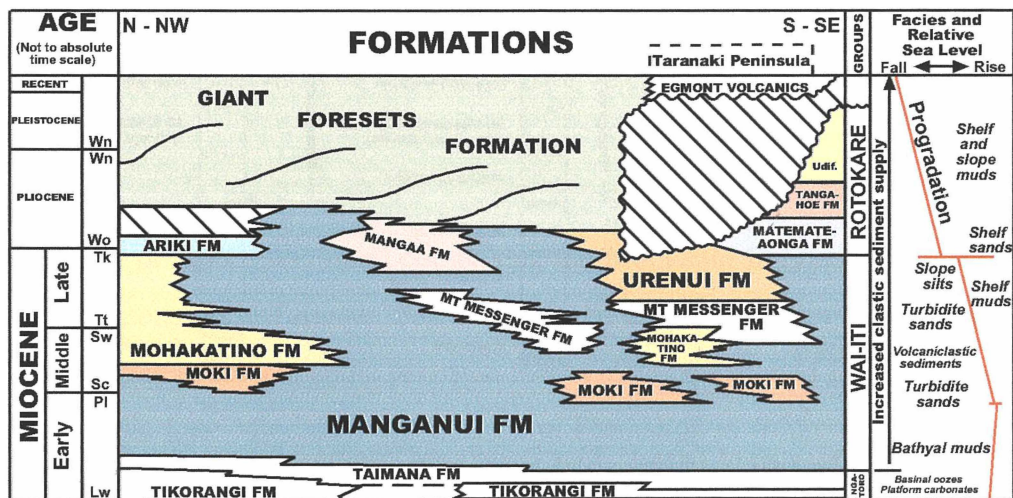 AGE
(Not to absolute
time scale)
N - NW
FORMATIONS
S - SE
Taranaki Peninsula
GROUPS
Facies and
Relative
Sea Level
Fall
Rise
RECENT
PLEISTOCENE
Wn
Wn
PLIOCENE
Wo
Tk
MIOCENE
Late
Tt
Sw
Middle
Sc
Pl
Early
Lw
GIANT
FORESETS
FORMATION
EGMONT VOLCANICS
Udif.
TANGA-
HOE FM
MATEMATE-
AONGA FM
ARIKI FM
MANGAA FM
URENUI FM
MT MESSENGER
FM
MT MESSENGER
FM
MOHAKATINO FM
MOHAKA-
TINO
FM
MOKI FM
MOKI FM
MOKI FM
MANGANUI FM
TAIMANA FM
TIKORANGI FM
TIKORANGI FM
ROTOKARE
WAI-ITI
NGA-
TORO
Increased clastic sediment supply
Progradation
Shelf
and
slope
muds
Shelf
sands
Slope
silts
Shelf
muds
Turbidite
sands
Volcaniclastic
sediments
Turbidite
sands
Bathyal muds
Basinal oozes
Platform carbonates